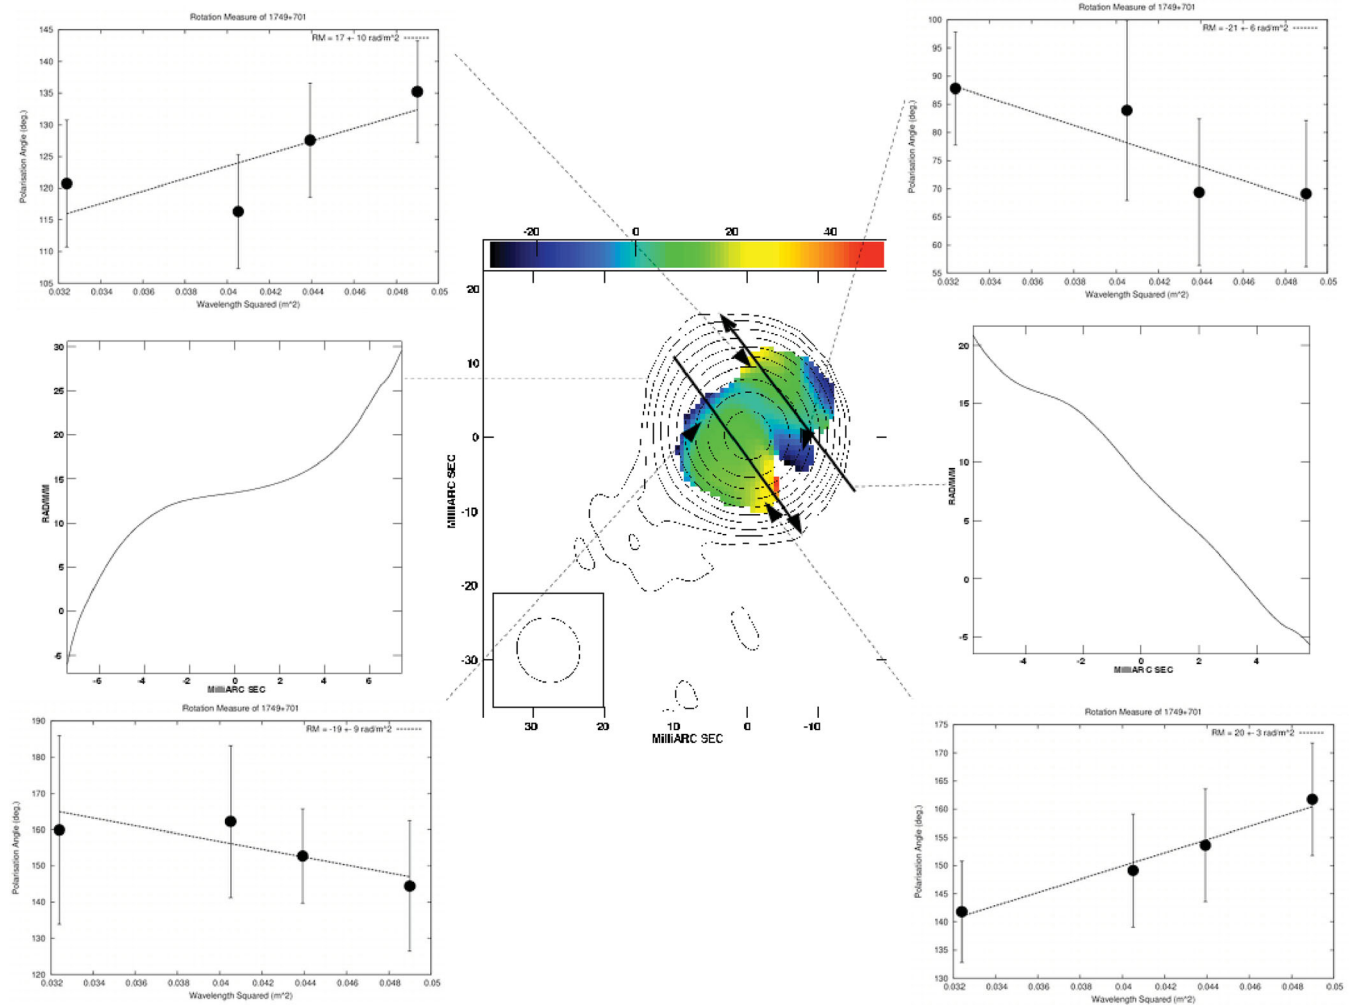 Rotation Measure of 1749+701
RM = 17 +- 10 rad/m^2
145
140
135
130
125
120
115
110
105
Polarisation Angle (deg.)
0.032 0.034 0.036 0.038 0.04 0.042 0.044 0.046 0.048 0.05
Wavelength Squared (m^2)
Rotation Measure of 1749+701
RM = -21 +- 6 rad/m^2
100
95
90
85
80
75
70
65
60
55
Polarisation Angle (deg.)
0.032 0.034 0.036 0.038 0.04 0.042 0.044 0.046 0.048 0.05
Wavelength Squared (m^2)
30
25
20
15
10
5
0
-5
RAD/M/M
-6 -4 -2 0 2 4 6
MilliARC SEC
-20 0 20 40
20
10
0
-10
-20
-30
MilliARC SEC
30 20 10 0 -10
MilliARC SEC
20
15
10
5
0
-5
RAD/M/M
-4 -2 0 2 4
MilliARC SEC
Rotation Measure of 1749+701
RM = -19 +- 9 rad/m^2
190
180
170
160
150
140
130
120
Polarisation Angle (deg.)
0.032 0.034 0.036 0.038 0.04 0.042 0.044 0.046 0.048 0.05
Wavelength Squared (m^2)
Rotation Measure of 1749+701
RM = 20 +- 3 rad/m^2
175
170
165
160
155
150
145
140
135
130
Polarisation Angle (deg.)
0.032 0.034 0.036 0.038 0.04 0.042 0.044 0.046 0.048 0.05
Wavelength Squared (m^2)